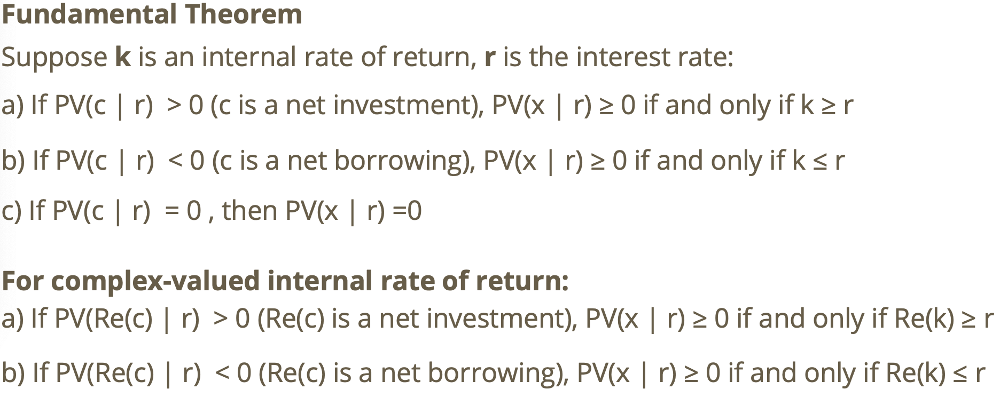 Fundamental Theorem
Suppose k is an internal rate of return, r is the interest rate:
a) If PV(c | r) > 0 (c is a net investment), PV(x | r) ≥ 0 if and only if k ≥ r
b) If PV(c | r) < 0 (c is a net borrowing), PV(x | r) ≥ 0 if and only if k ≤ r
c) If PV(c | r) = 0 , then PV(x | r) =0
For complex-valued internal rate of return:
a) If PV(Re(c) | r) > 0 (Re(c) is a net investment), PV(x | r) ≥ 0 if and only if Re(k) ≥ r
b) If PV(Re(c) | r) < 0 (Re(c) is a net borrowing), PV(x | r) ≥ 0 if and only if Re(k) ≤ r